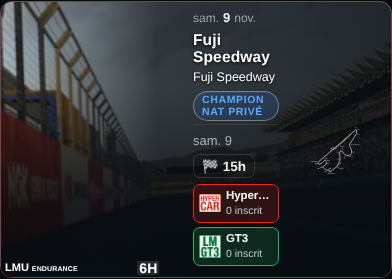 sam. 9 nov.
Fuji
Speedway
Fuji Speedway
CHAMPION
NAT PRIVÉ
sam. 9
15h
HYPER
CAR
Hyper...
0 inscrit
LM
GT3
GT3
0 inscrit
LMU ENDURANCE
6H